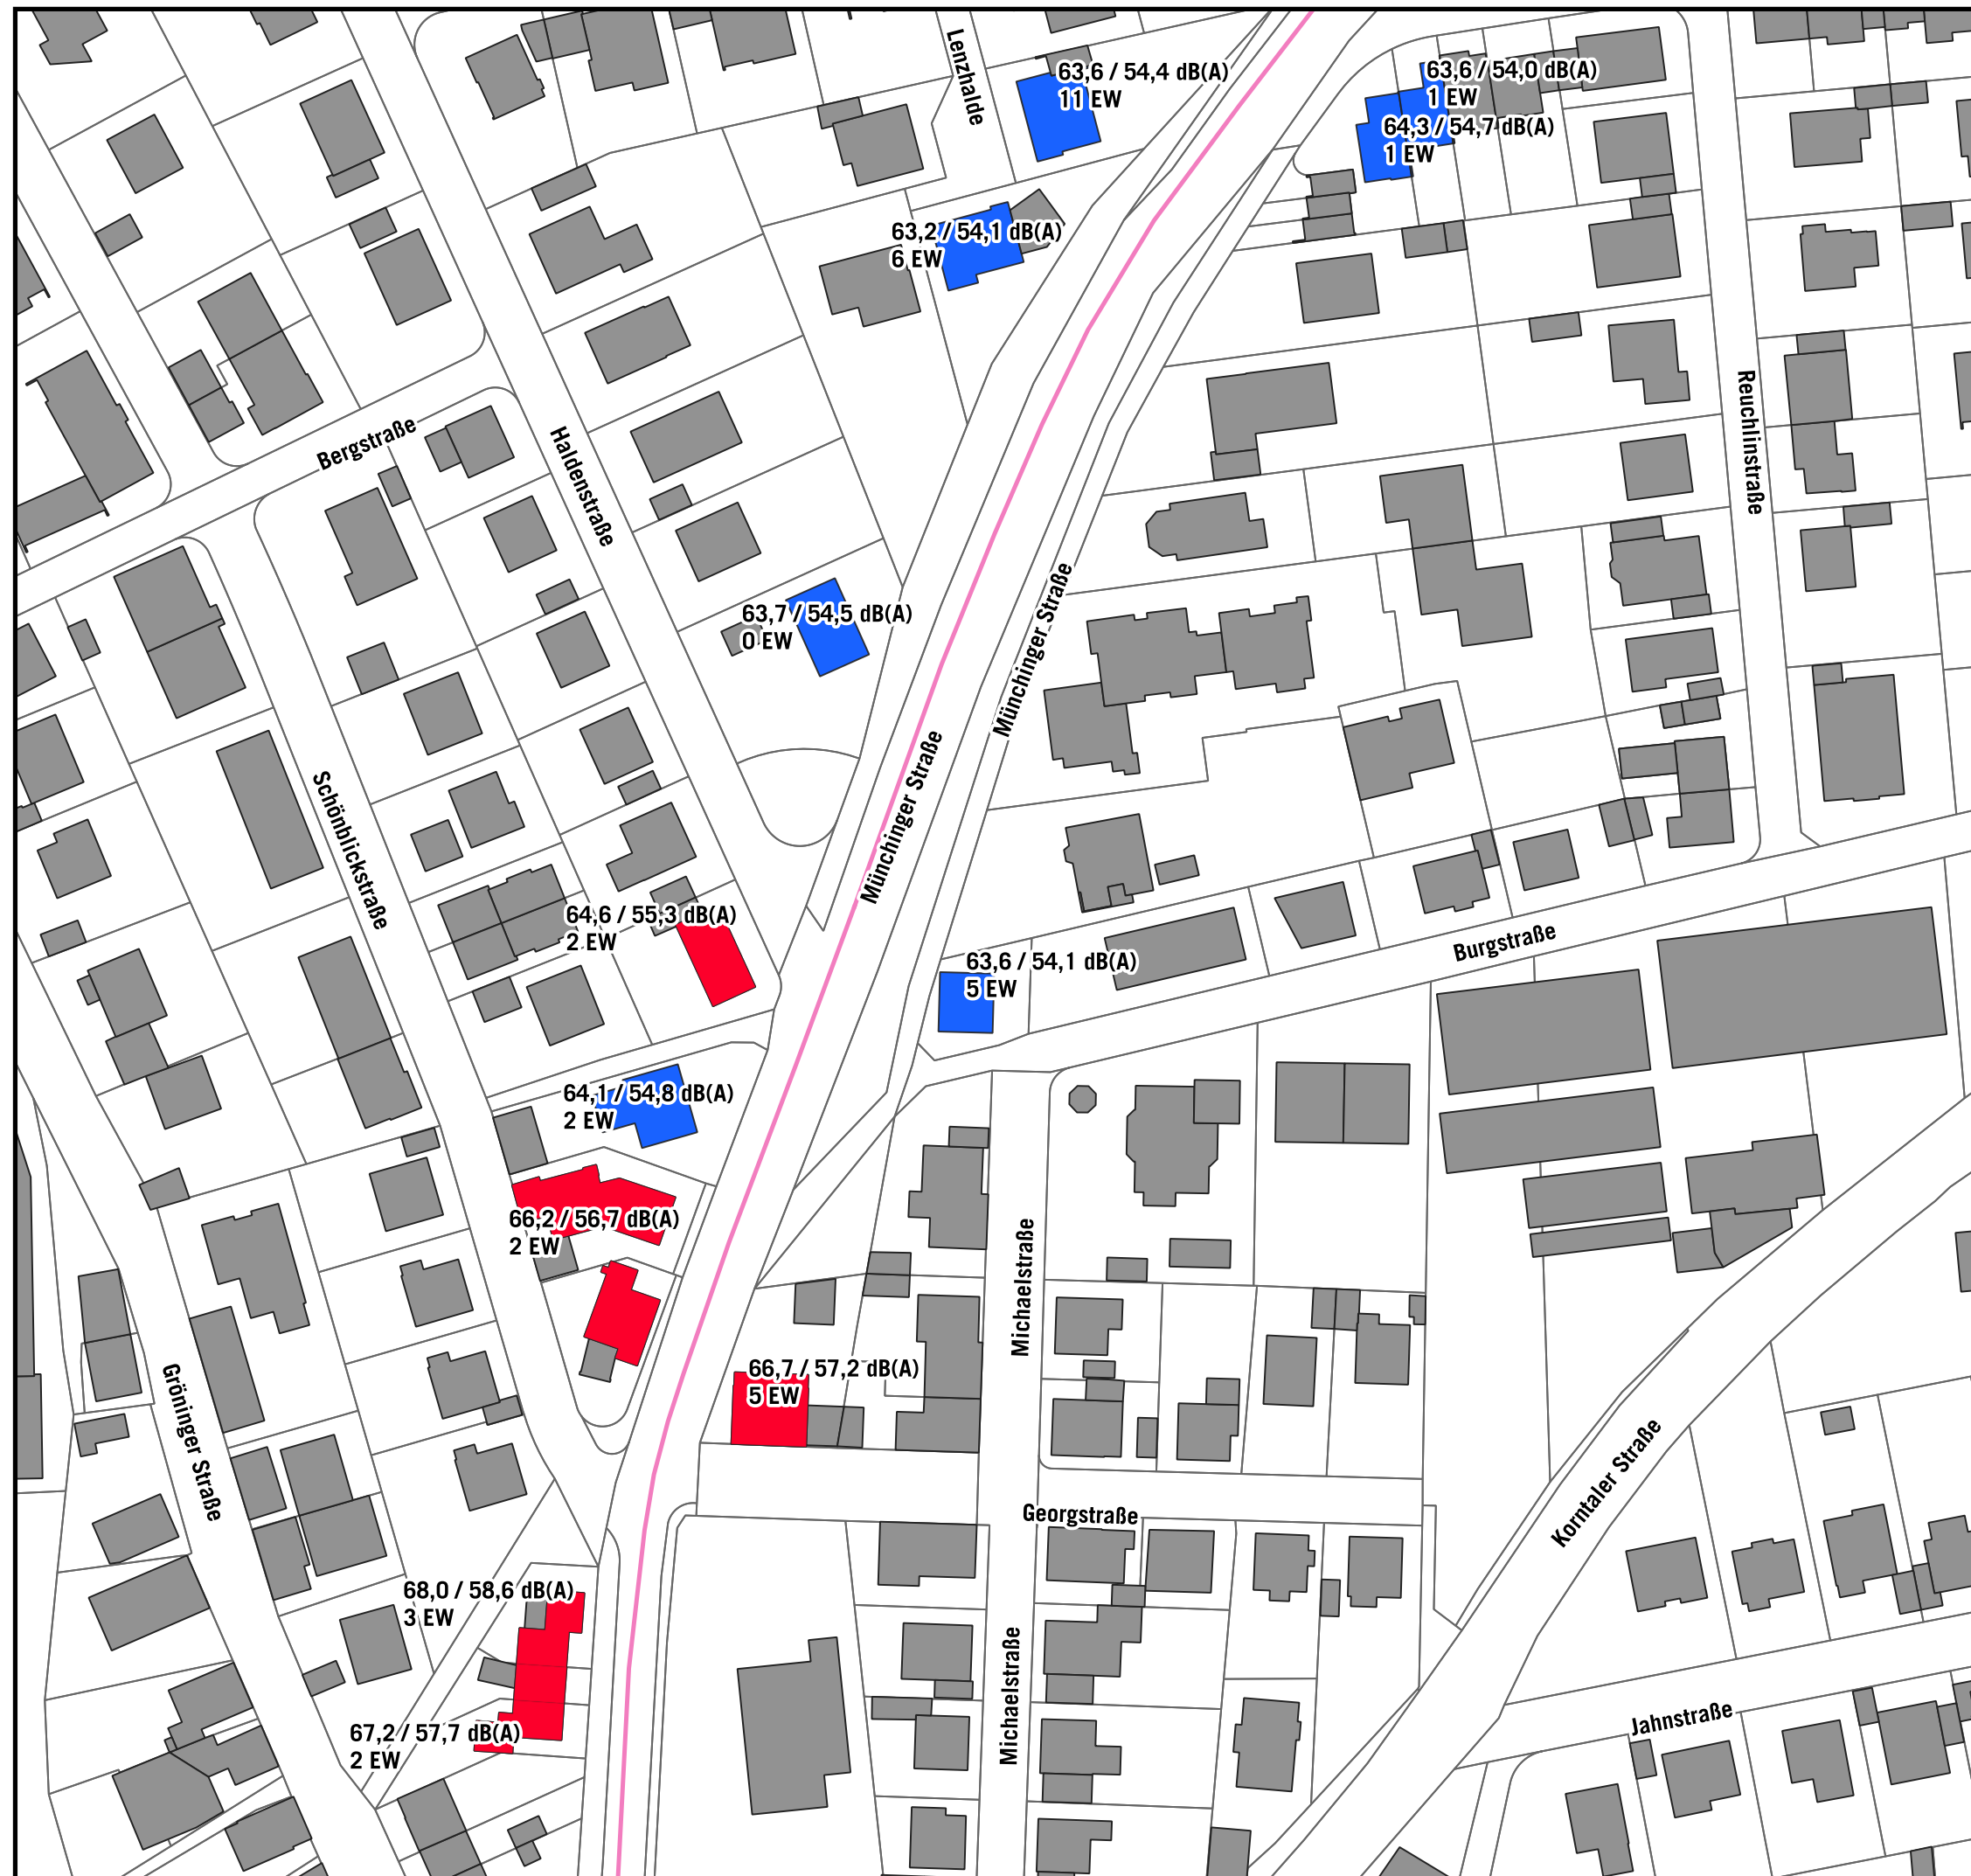 Lenzhalde
63,6 / 54,4 dB(A)
11 EW
63,6 / 54,0 dB(A)
1 EW
64,3 / 54,7 dB(A)
1 EW
63,2 / 54,1 dB(A)
6 EW
Bergstraße
Haldenstraße
Reuchlinstraße
63,7 / 54,5 dB(A)
0 EW
Münchinger Straße
Münchinger Straße
Schönblickstraße
64,6 / 55,3 dB(A)
2 EW
63,6 / 54,1 dB(A)
5 EW
Burgstraße
64,1 / 54,8 dB(A)
2 EW
66,2 / 56,7 dB(A)
2 EW
Michaelstraße
66,7 / 57,2 dB(A)
5 EW
Gröninger Straße
Georgstraße
Korntaler Straße
68,0 / 58,6 dB(A)
3 EW
Michaelstraße
67,2 / 57,7 dB(A)
2 EW
Jahnstraße